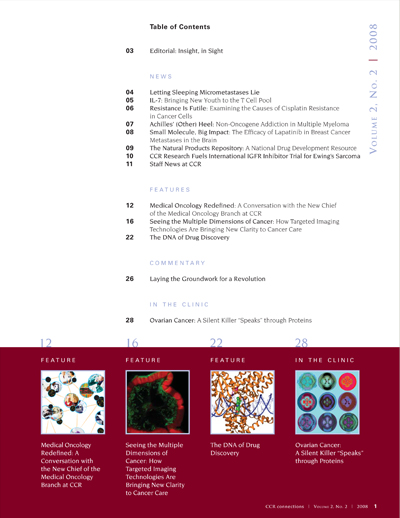 Table of Contents
03 Editorial: Insight, in Sight
NEWS
04 Letting Sleeping Micrometastases Lie
05 IL-7: Bringing New Youth to the T Cell Pool
06 Resistance Is Futile: Examining the Causes of Cisplatin Resistance
in Cancer Cells
07 Achilles' (Other) Heel: Non-Oncogene Addiction in Multiple Myeloma
08 Small Molecule, Big Impact: The Efficacy of Lapatinib in Breast Cancer
Metastases in the Brain
09 The Natural Products Repository: A National Drug Development Resource
10 CCR Research Fuels International IGFR Inhibitor Trial for Ewing's Sarcoma
11 Staff News at CCR
FEATURES
12 Medical Oncology Redefined: A Conversation with the New Chief
of the Medical Oncology Branch at CCR
16 Seeing the Multiple Dimensions of Cancer: How Targeted Imaging
Technologies Are Bringing New Clarity to Cancer Care
22 The DNA of Drug Discovery
COMMENTARY
26 Laying the Groundwork for a Revolution
IN THE CLINIC
28 Ovarian Cancer: A Silent Killer "Speaks" through Proteins
Volume 2, No. 2 | 2008
12
FEATURE
Medical Oncology
Redefined: A
Conversation with
the New Chief of the
Medical Oncology
Branch at CCR
16
FEATURE
Seeing the Multiple
Dimensions of
Cancer: How
Targeted Imaging
Technologies Are
Bringing New Clarity
to Cancer Care
22
FEATURE
The DNA of Drug
Discovery
28
IN THE CLINIC
Ovarian Cancer:
A Silent Killer "Speaks"
through Proteins
CCR connections | Volume 2, No. 2 | 2008 1